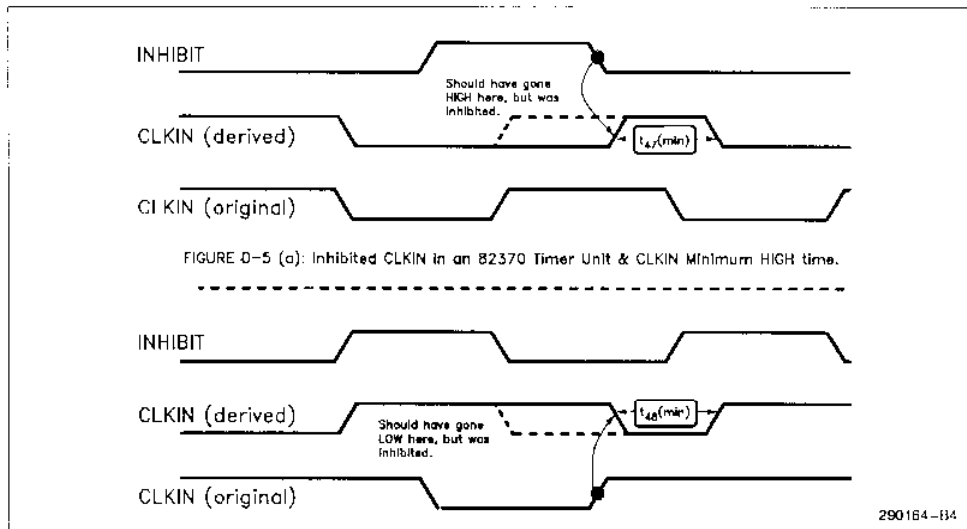 INHIBIT
Should have gone
HIGH here, but was
inhibited.
CLKIN (derived)
t47(min)
CLKIN (original)
FIGURE D-5 (a): Inhibited CLKIN in an 82370 Timer Unit & CLKIN Minimum HIGH time.
INHIBIT
CLKIN (derived)
t48(min)
Should have gone
LOW here, but was
inhibited.
CLKIN (original)
290164-B4